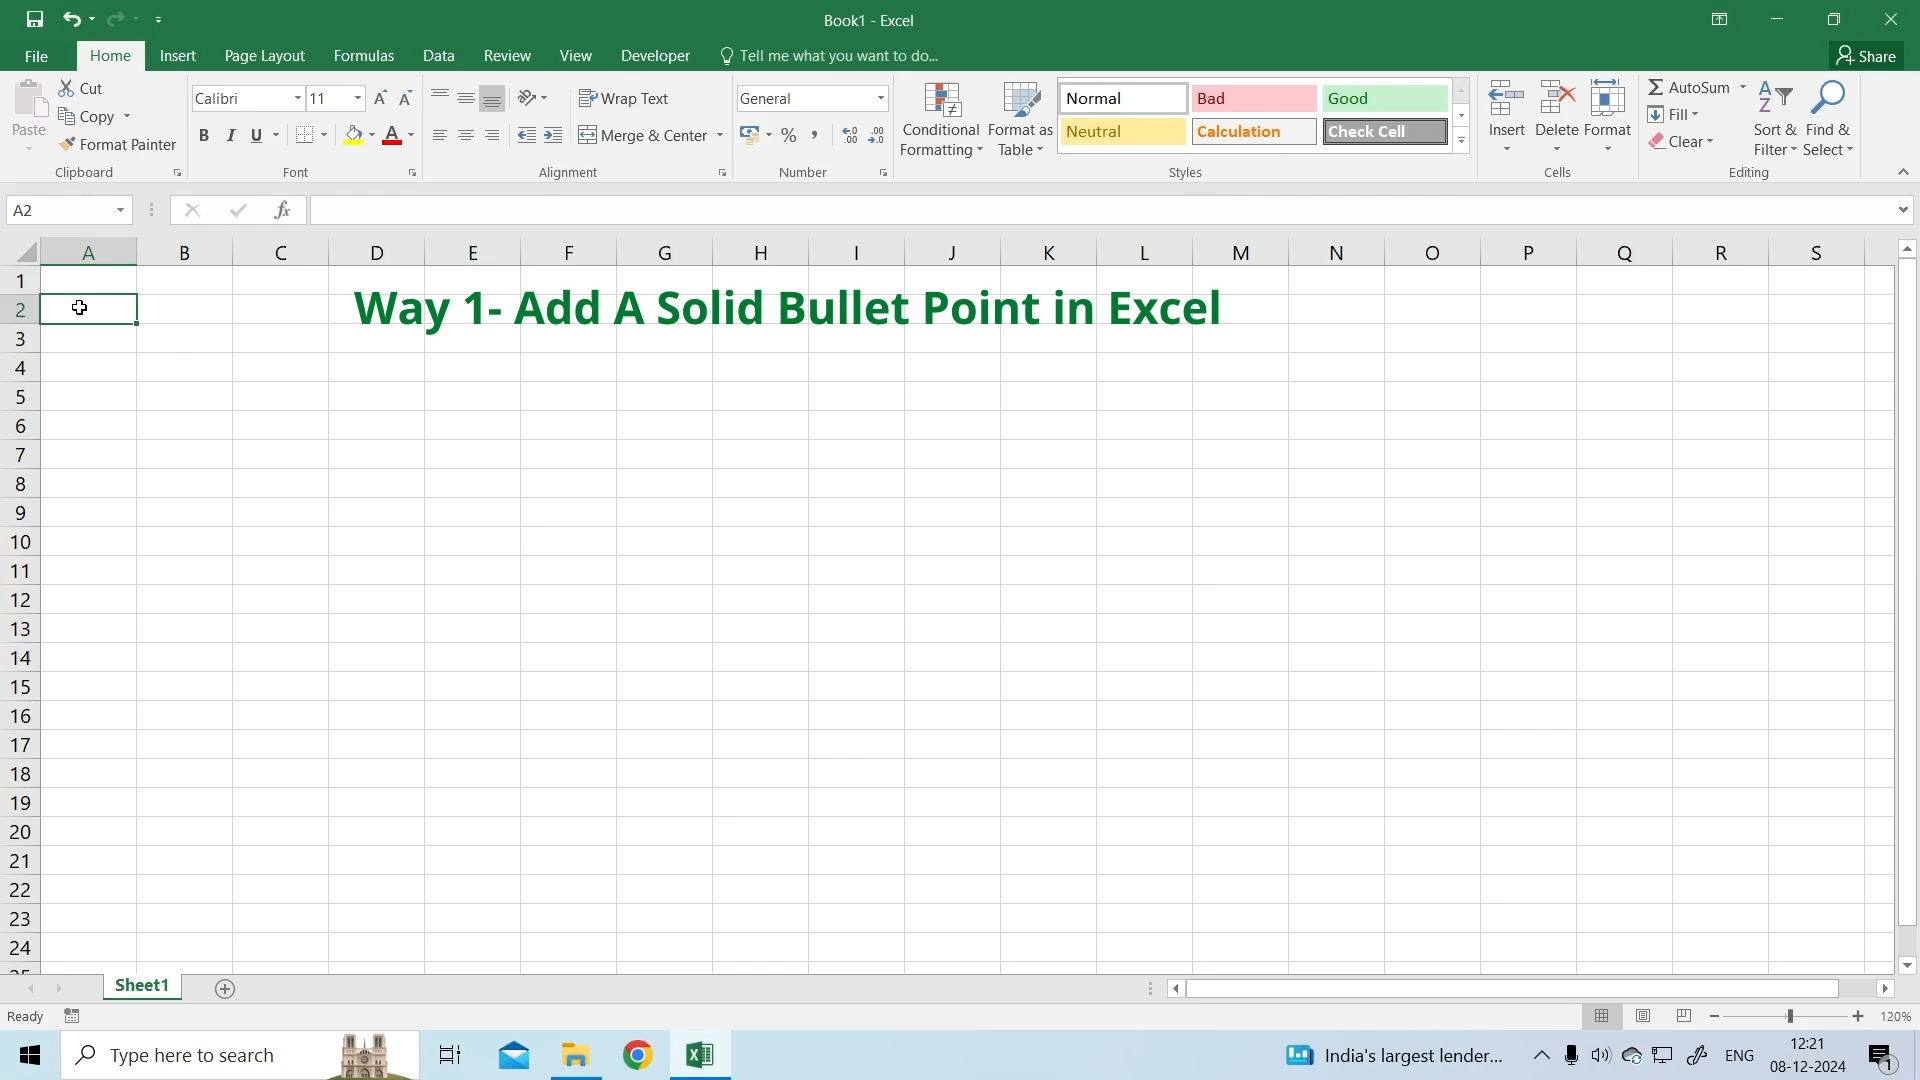 Book1 - Excel
File Home Insert Page Layout Formulas Data Review View Developer Tell me what you want to do... Share
Paste
Cut
Copy
Format Painter
Clipboard
Calibri 11
B I U
Font
Wrap Text
Merge & Center
Alignment
General
Number
Conditional Formatting
Format as Table
Normal Bad Good
Neutral Calculation Check Cell
Styles
Insert Delete Format
Cells
AutoSum
Fill
Clear
Sort & Filter
Find & Select
Editing
A2 fx
A B C D E F G H I J K L M N O P Q R S
1
2
Way 1- Add A Solid Bullet Point in Excel
3
4
5
6
7
8
9
10
11
12
13
14
15
16
17
18
19
20
21
22
23
24
25
Sheet1
Ready 120%
Type here to search India's largest lender... ENG 12:21
08-12-2024 1